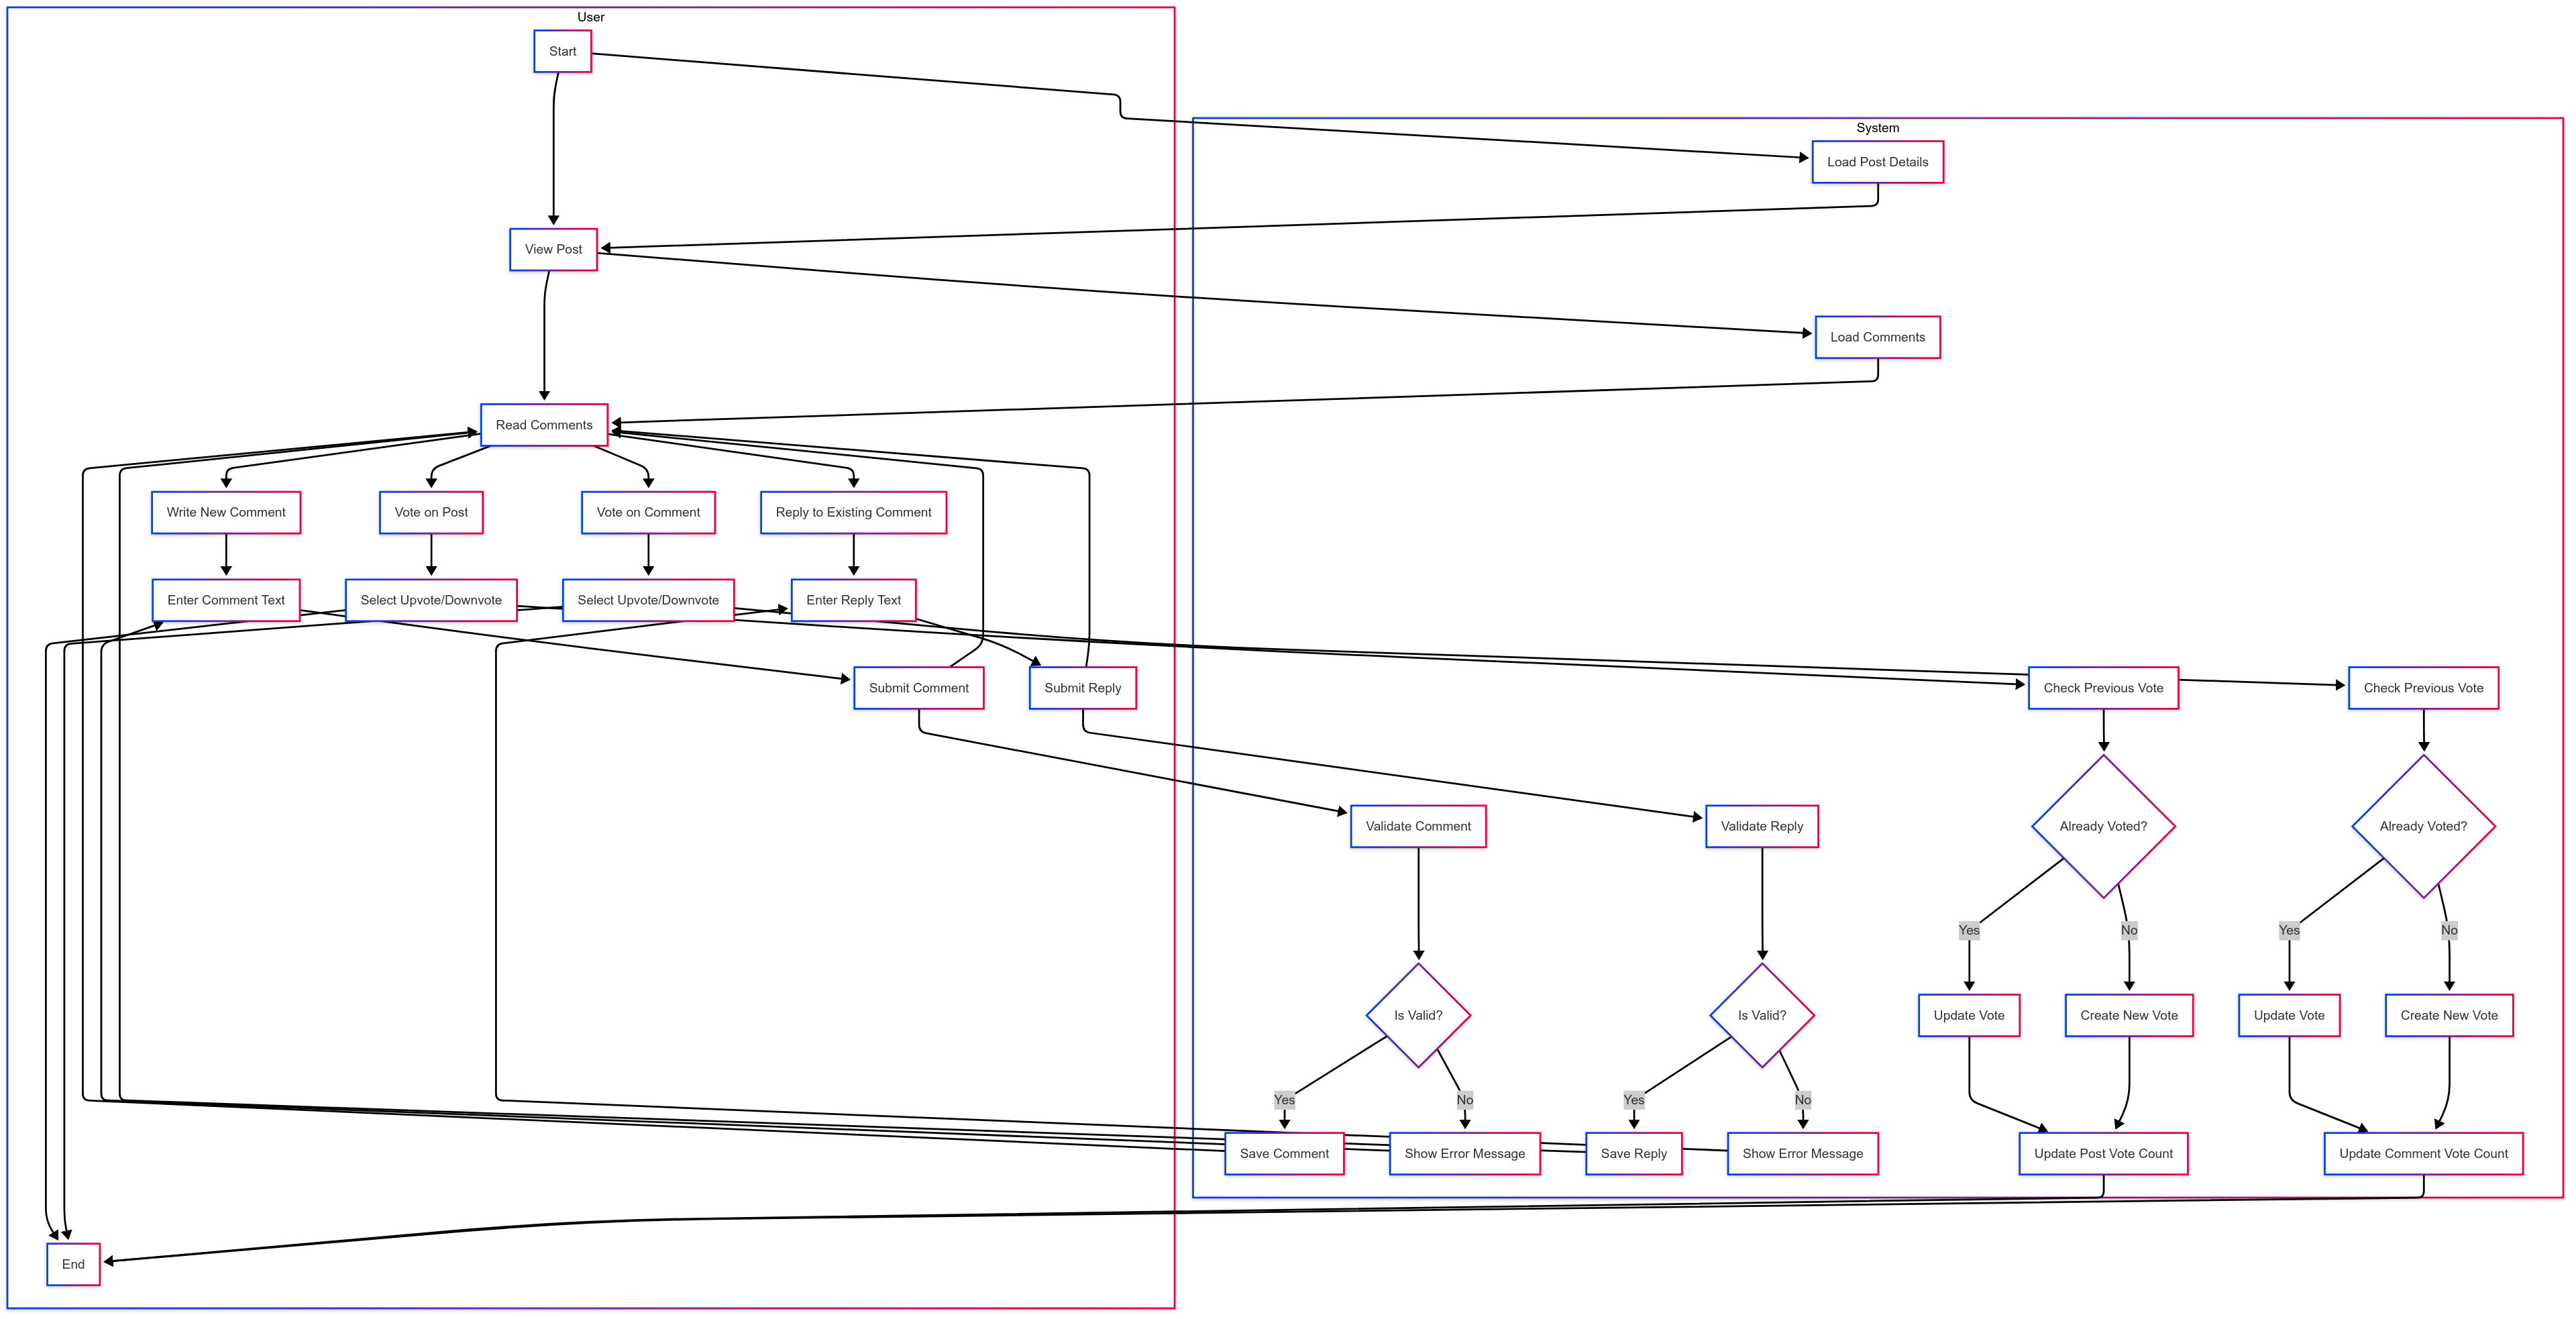 User
Start
System
Load Post Details
View Post
Load Comments
Read Comments
Write New Comment
Vote on Post
Vote on Comment
Reply to Existing Comment
Enter Comment Text
Select Upvote/Downvote
Select Upvote/Downvote
Enter Reply Text
Submit Comment
Submit Reply
Check Previous Vote
Check Previous Vote
Validate Comment
Validate Reply
Already Voted?
Already Voted?
Yes
No
Yes
No
Is Valid?
Is Valid?
Update Vote
Create New Vote
Update Vote
Create New Vote
Yes
No
Yes
No
Save Comment
Show Error Message
Save Reply
Show Error Message
Update Post Vote Count
Update Comment Vote Count
End